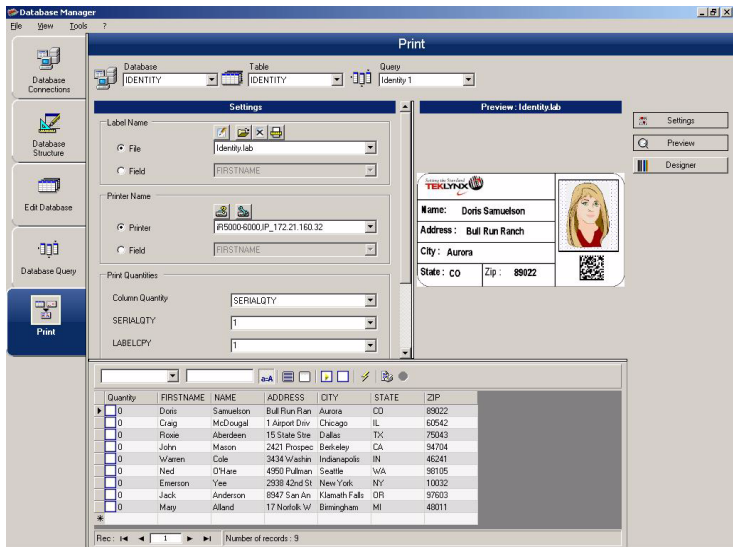 Database Manager
File View Tools ?
Print
Database Table Query
IDENTITY IDENTITY Identity 1
Database Connections
Database Structure
Edit Database
Database Query
Print
Settings
Label Name
File Identity.lab
Field FIRSTNAME
Printer Name
Printer iR5000-6000,IP_172.21.160.32
Field FIRSTNAME
Print Quantities
Column Quantity SERIALQTY
SERIALQTY 1
LABELCPY 1
Preview : Identity.lab
TEKLYNX
Name: Doris Samuelson
Address : Bull Run Ranch
City : Aurora
State : CO Zip : 89022
Settings
Preview
Designer
a=A
Quantity FIRSTNAME NAME ADDRESS CITY STATE ZIP
0 Doris Samuelson Bull Run Ran Aurora CO 89022
0 Craig McDougal 1 Airport Driv Chicago IL 60542
0 Roxie Aberdeen 15 State Stre Dallas TX 75043
0 John Mason 2421 Prospec Berkeley CA 94704
0 Warren Cole 3434 Washin Indianapolis IN 46241
0 Ned O'Hare 4950 Pullman Seattle WA 98105
0 Emerson Yee 2938 42nd St New York NY 10032
0 Jack Anderson 8947 San An Klamath Falls OR 97603
0 Mary Alland 17 Norfolk W Birmingham MI 48011
Rec : 1 Number of records : 9